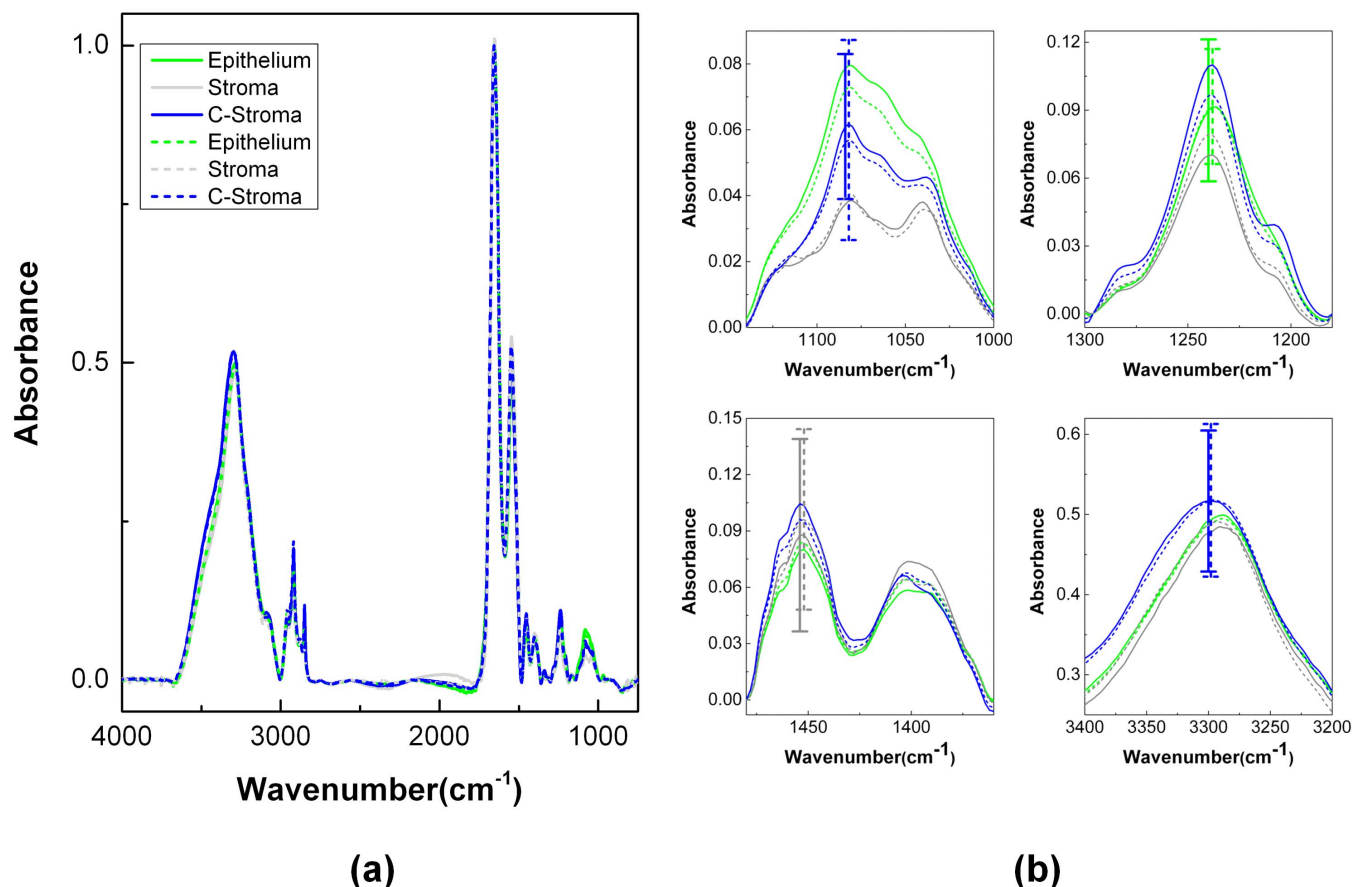 1.0
0.5
0.0
Absorbance
Epithelium
Stroma
C-Stroma
Epithelium
Stroma
C-Stroma
4000 3000 2000 1000
Wavenumber(cm-1)
(a)
0.08
0.06
0.04
0.02
0.00
Absorbance
1100 1050 1000
Wavenumber(cm-1)
0.12
0.09
0.06
0.03
0.00
Absorbance
1300 1250 1200
Wavenumber(cm-1)
0.15
0.12
0.09
0.06
0.03
0.00
Absorbance
1450 1400
Wavenumber(cm-1)
0.6
0.5
0.4
0.3
Absorbance
3400 3350 3300 3250 3200
Wavenumber(cm-1)
(b)